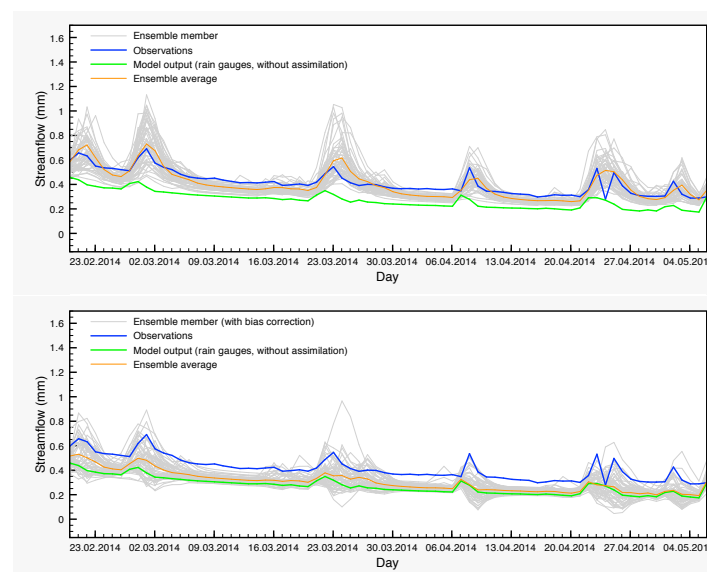 1.6
1.4
1.2
1
0.8
0.6
0.4
0.2
0
Streamflow (mm)
Ensemble member
Observations
Model output (rain gauges, without assimilation)
Ensemble average
23.02.2014 02.03.2014 09.03.2014 16.03.2014 23.03.2014 30.03.2014 06.04.2014 13.04.2014 20.04.2014 27.04.2014 04.05.201
Day
1.6
1.4
1.2
1
0.8
0.6
0.4
0.2
0
Streamflow (mm)
Ensemble member (with bias correction)
Observations
Model output (rain gauges, without assimilation)
Ensemble average
23.02.2014 02.03.2014 09.03.2014 16.03.2014 23.03.2014 30.03.2014 06.04.2014 13.04.2014 20.04.2014 27.04.2014 04.05.201
Day